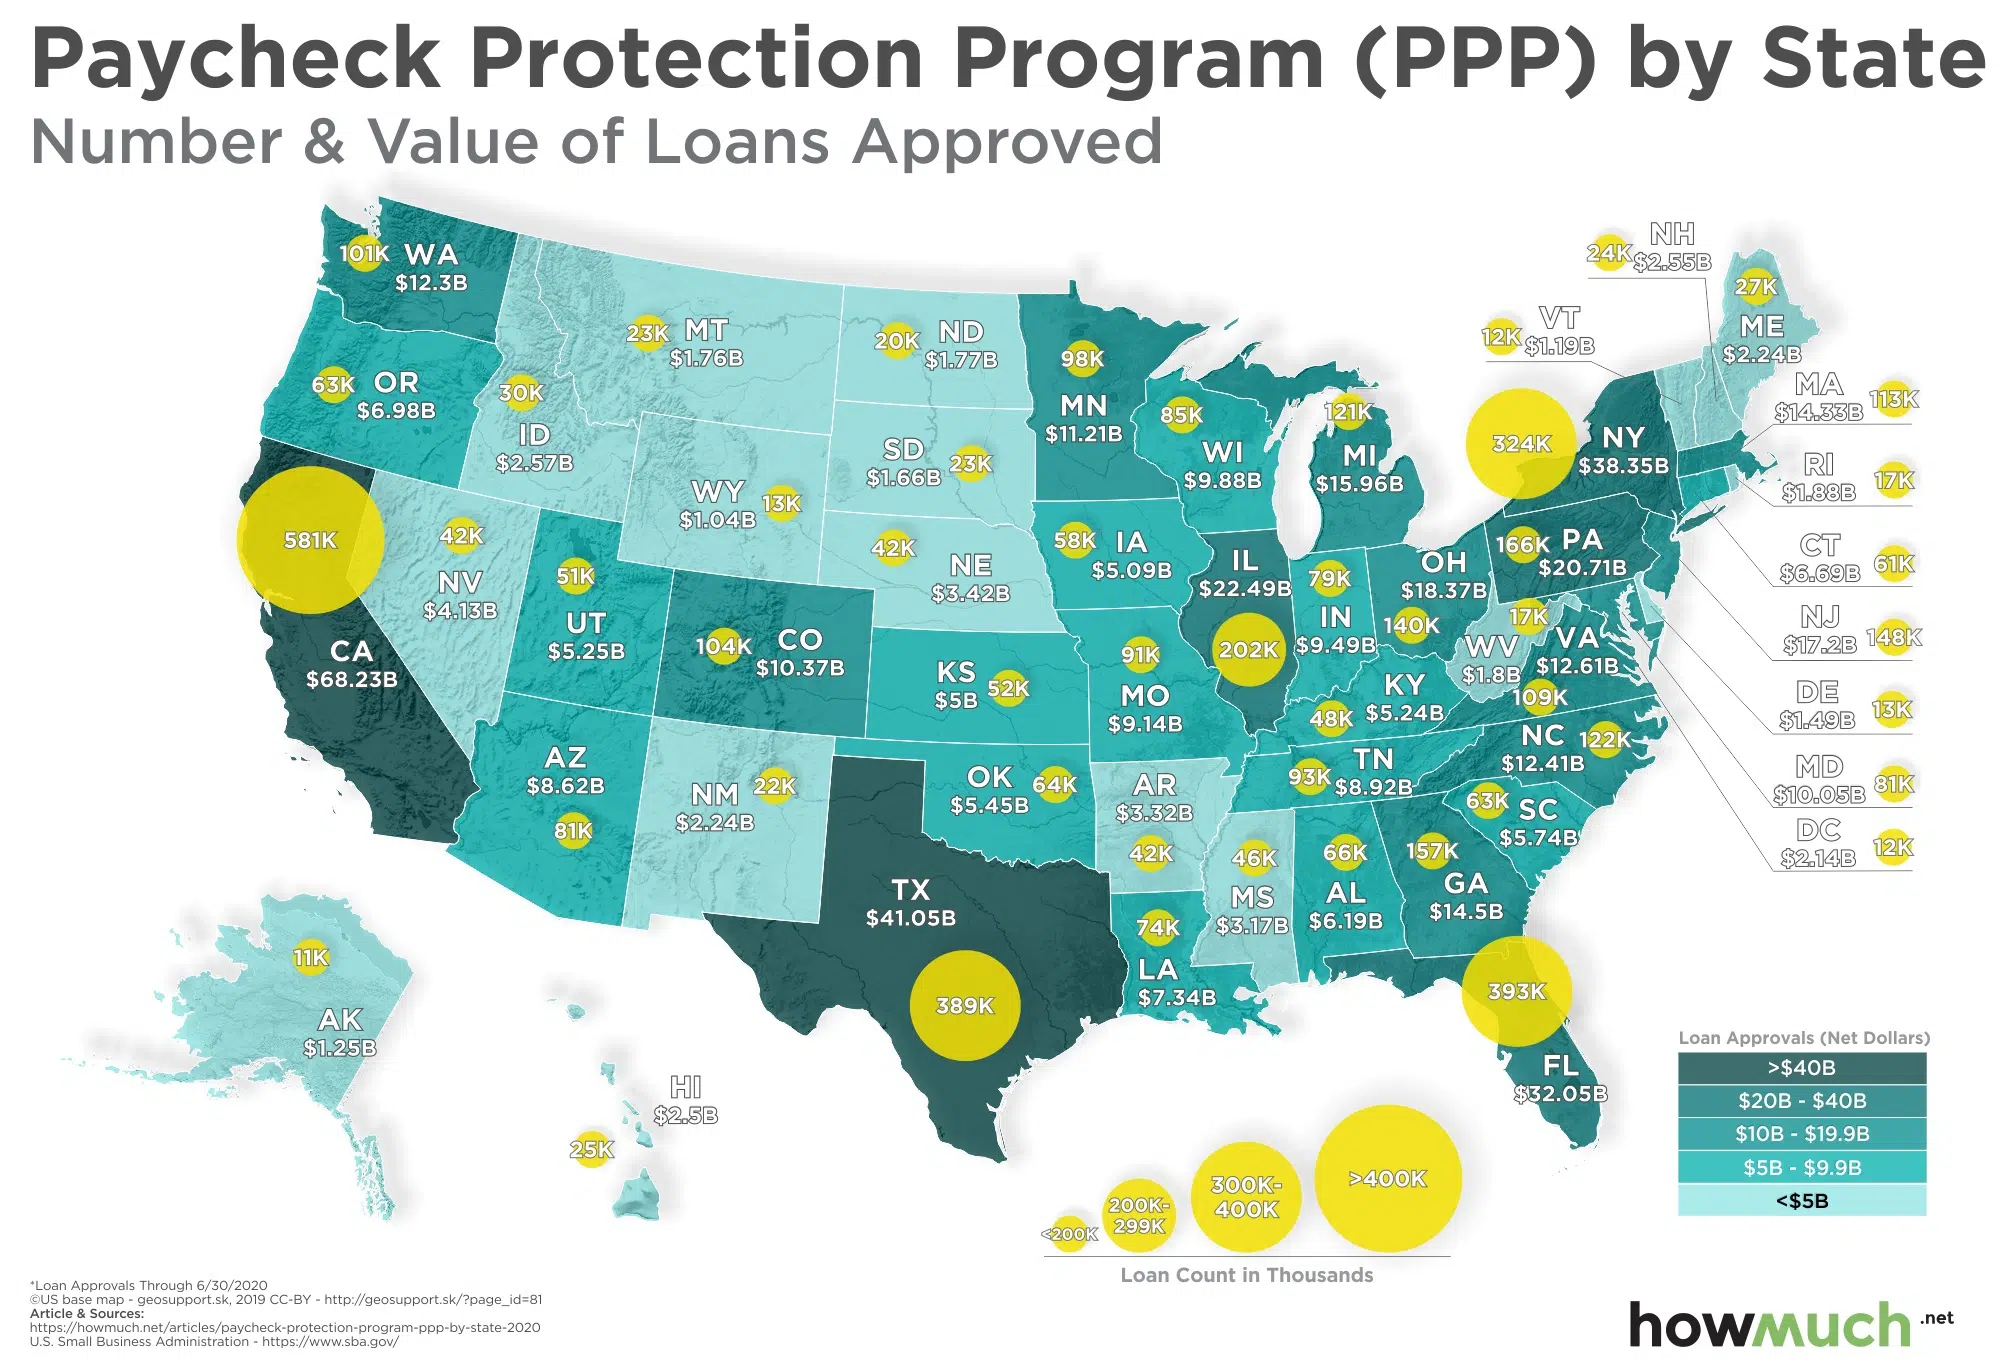 Paycheck Protection Program (PPP) by State
Number & Value of Loans Approved
101K WA
$12.3B
63K OR
$6.98B
30K
ID
$2.57B
23K MT
$1.76B
20K ND
$1.77B
98K
MN
$11.21B
85K
WI
$9.88B
121K
MI
$15.96B
24K NH
$2.55B
12K VT
$1.19B
27K
ME
$2.24B
324K NY
$38.35B
MA 113K
$14.33B
RI 17K
$1.88B
CT 61K
$6.69B
NJ 148K
$17.2B
DE 13K
$1.49B
MD 81K
$10.05B
DC 12K
$2.14B
581K
CA
$68.23B
42K
NV
$4.13B
51K
UT
$5.25B
WY 13K
$1.04B
SD 23K
$1.66B
42K NE
$3.42B
58K IA
$5.09B
IL
$22.49B
202K
79K
IN
$9.49B
OH
$18.37B
140K
166K PA
$20.71B
17K
WV
$1.8B
VA
$12.61B
109K
104K CO
$10.37B
KS 52K
$5B
91K
MO
$9.14B
KY
48K $5.24B
AZ
$8.62B
81K
NM 22K
$2.24B
OK 64K
$5.45B
AR
$3.32B
42K
TN
93K $8.92B
NC 122K
$12.41B
63K SC
$5.74B
TX
$41.05B
389K
74K
LA
$7.34B
46K
MS
$3.17B
66K
AL
$6.19B
157K
GA
$14.5B
393K
FL
$32.05B
11K
AK
$1.25B
HI
$2.5B
25K
Loan Approvals (Net Dollars)
>$40B
$20B - $40B
$10B - $19.9B
$5B - $9.9B
<$5B
<200K
200K-
299K
300K-
400K
>400K
Loan Count in Thousands
*Loan Approvals Through 6/30/2020
©US base map - geosupport.sk, 2019 CC-BY - http://geosupport.sk/?page_id=81
Article & Sources:
https://howmuch.net/articles/paycheck-protection-program-ppp-by-state-2020
U.S. Small Business Administration - https://www.sba.gov/
howmuch.net